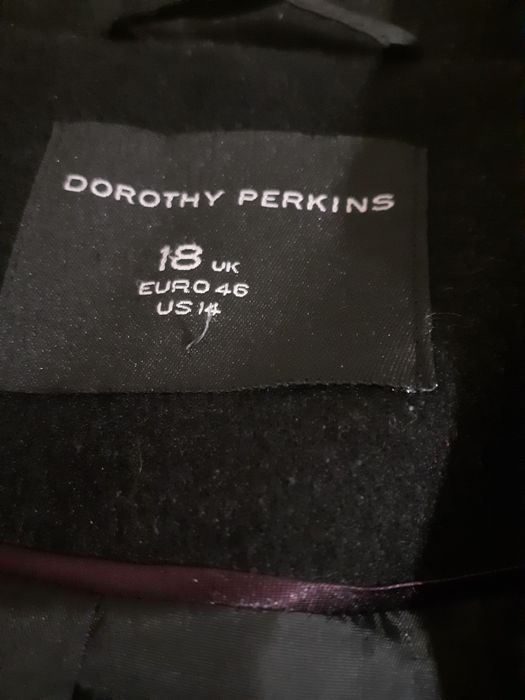 DOROTHY PERKINS
18 UK
EURO 46
US 14